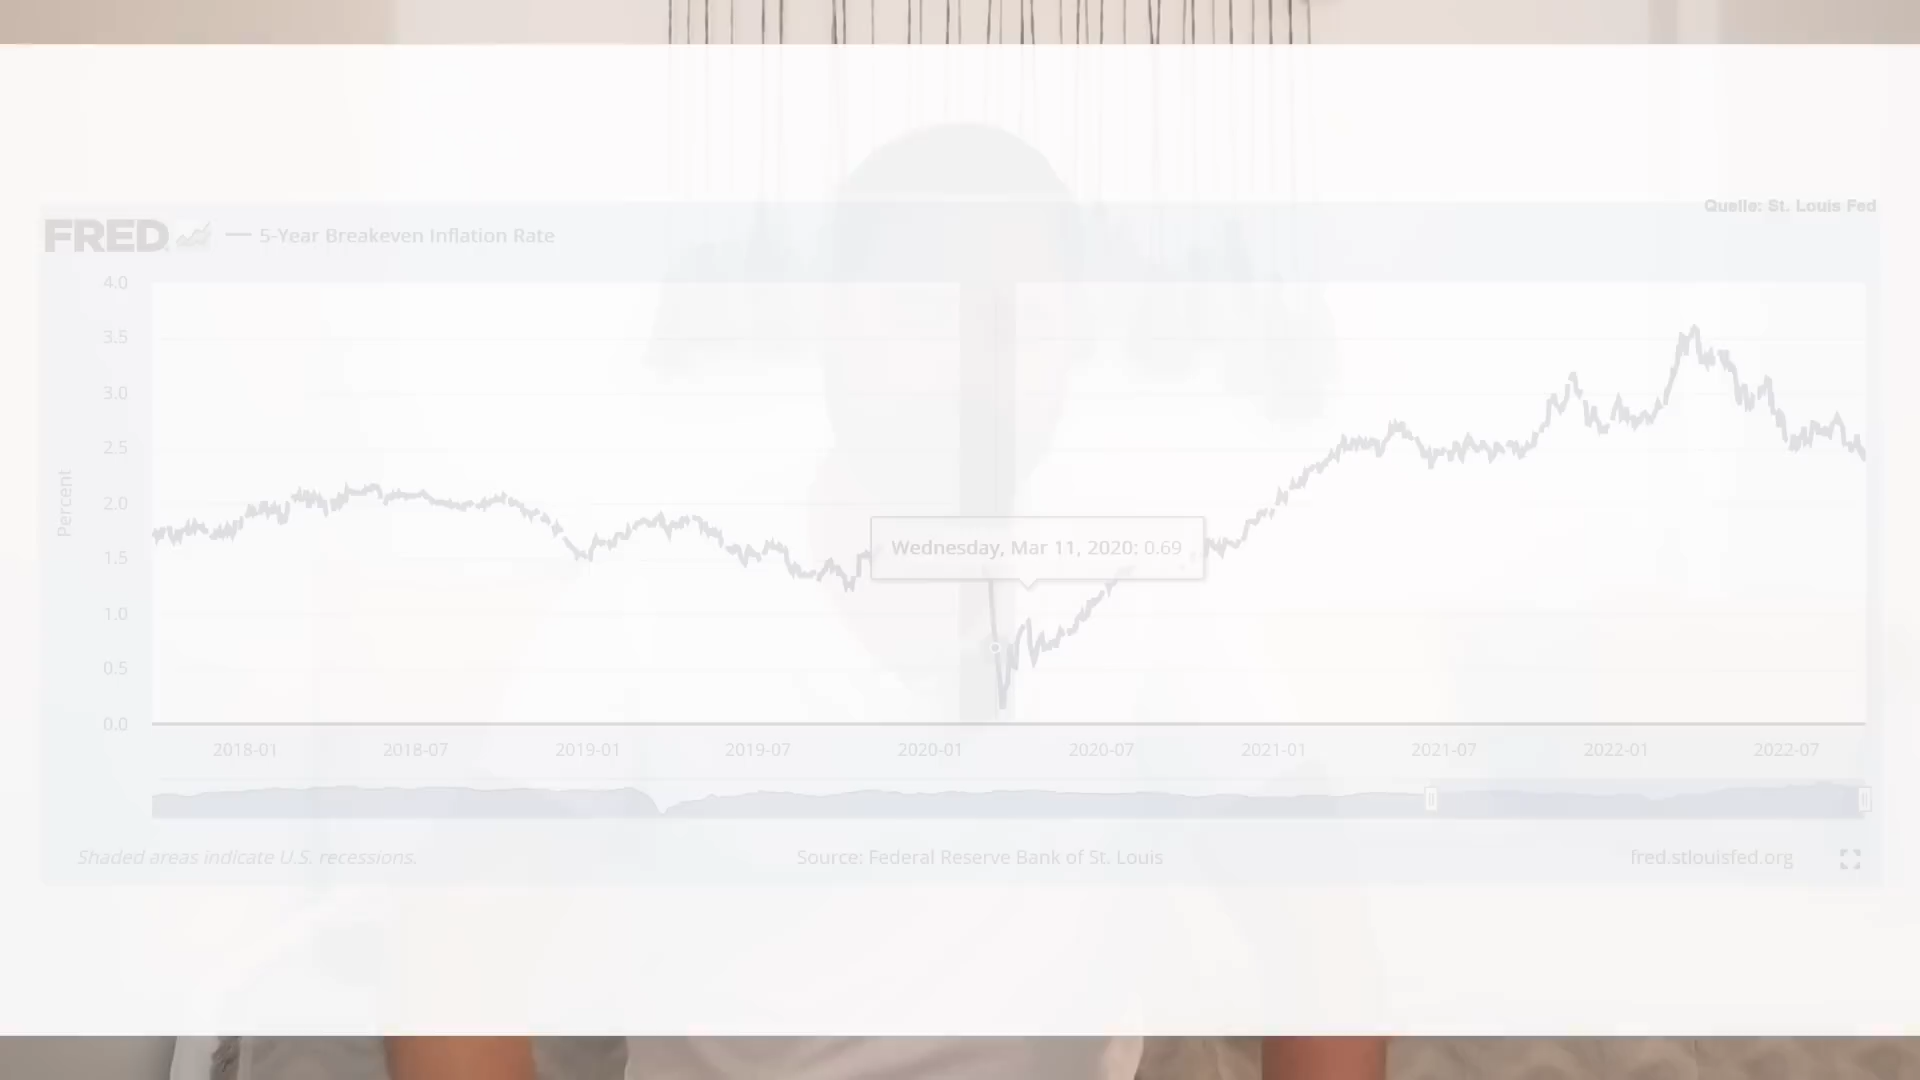 Quelle: St. Louis Fed
FRED
5-Year Breakeven Inflation Rate
4.0
3.5
3.0
2.5
2.0
1.5
1.0
0.5
0.0
Percent
Wednesday, Mar 11, 2020: 0.69
2018-01 2018-07 2019-01 2019-07 2020-01 2020-07 2021-01 2021-07 2022-01 2022-07
Shaded areas indicate U.S. recessions. Source: Federal Reserve Bank of St. Louis fred.stlouisfed.org